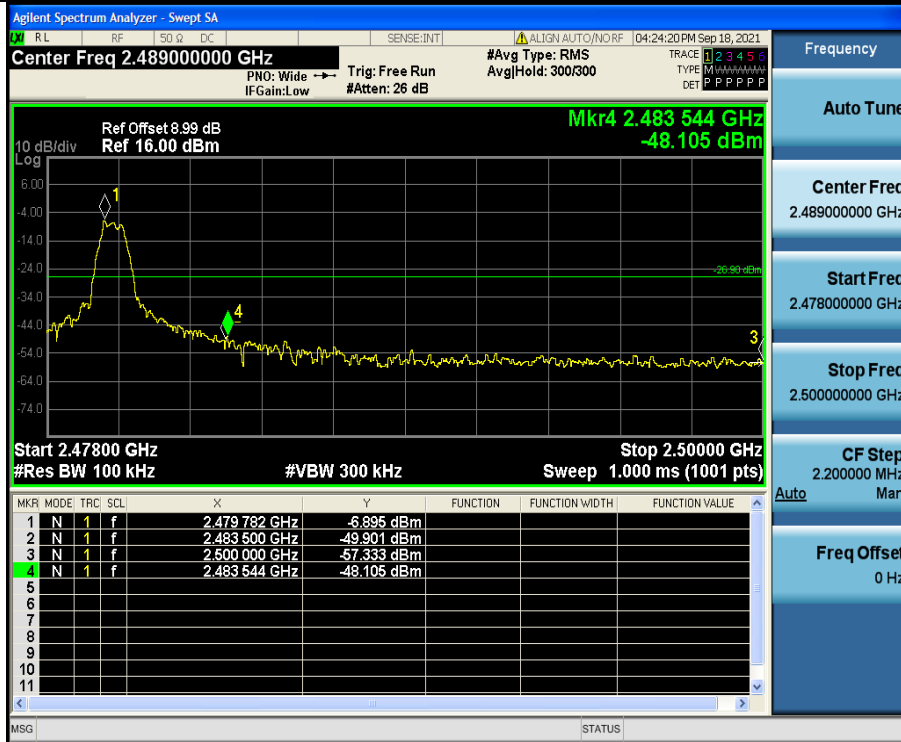 Agilent Spectrum Analyzer - Swept SA
LXI RL RF 50 Ω DC SENSE:INT ALIGN AUTO/NO RF 04:24:20 PM Sep 18, 2021
Center Freq 2.489000000 GHz
#Avg Type: RMS
TRACE 1 2 3 4 5 6
PNO: Wide Trig: Free Run Avg|Hold: 300/300
TYPE M WWWWW
IFGain:Low #Atten: 26 dB
DET P P P P P P
Mkr4 2.483 544 GHz
-48.105 dBm
Ref Offset 8.99 dB
10 dB/div Ref 16.00 dBm
Log
6.00
-4.00
-14.0
-24.0
-34.0
-44.0
-54.0
-64.0
-74.0
1
4
3
Start 2.47800 GHz Stop 2.50000 GHz
#Res BW 100 kHz #VBW 300 kHz Sweep 1.000 ms (1001 pts)
MKR MODE TRC SCL X Y FUNCTION FUNCTION WIDTH FUNCTION VALUE
1 N 1 f 2.479 782 GHz -6.895 dBm
2 N 1 f 2.483 500 GHz -49.901 dBm
3 N 1 f 2.500 000 GHz -57.333 dBm
4 N 1 f 2.483 544 GHz -48.105 dBm
5
6
7
8
9
10
11
MSG STATUS
Frequency
Auto Tune
Center Freq
2.489000000 GHz
Start Freq
2.478000000 GHz
Stop Freq
2.500000000 GHz
CF Step
2.200000 MHz
Auto Man
Freq Offset
0 Hz